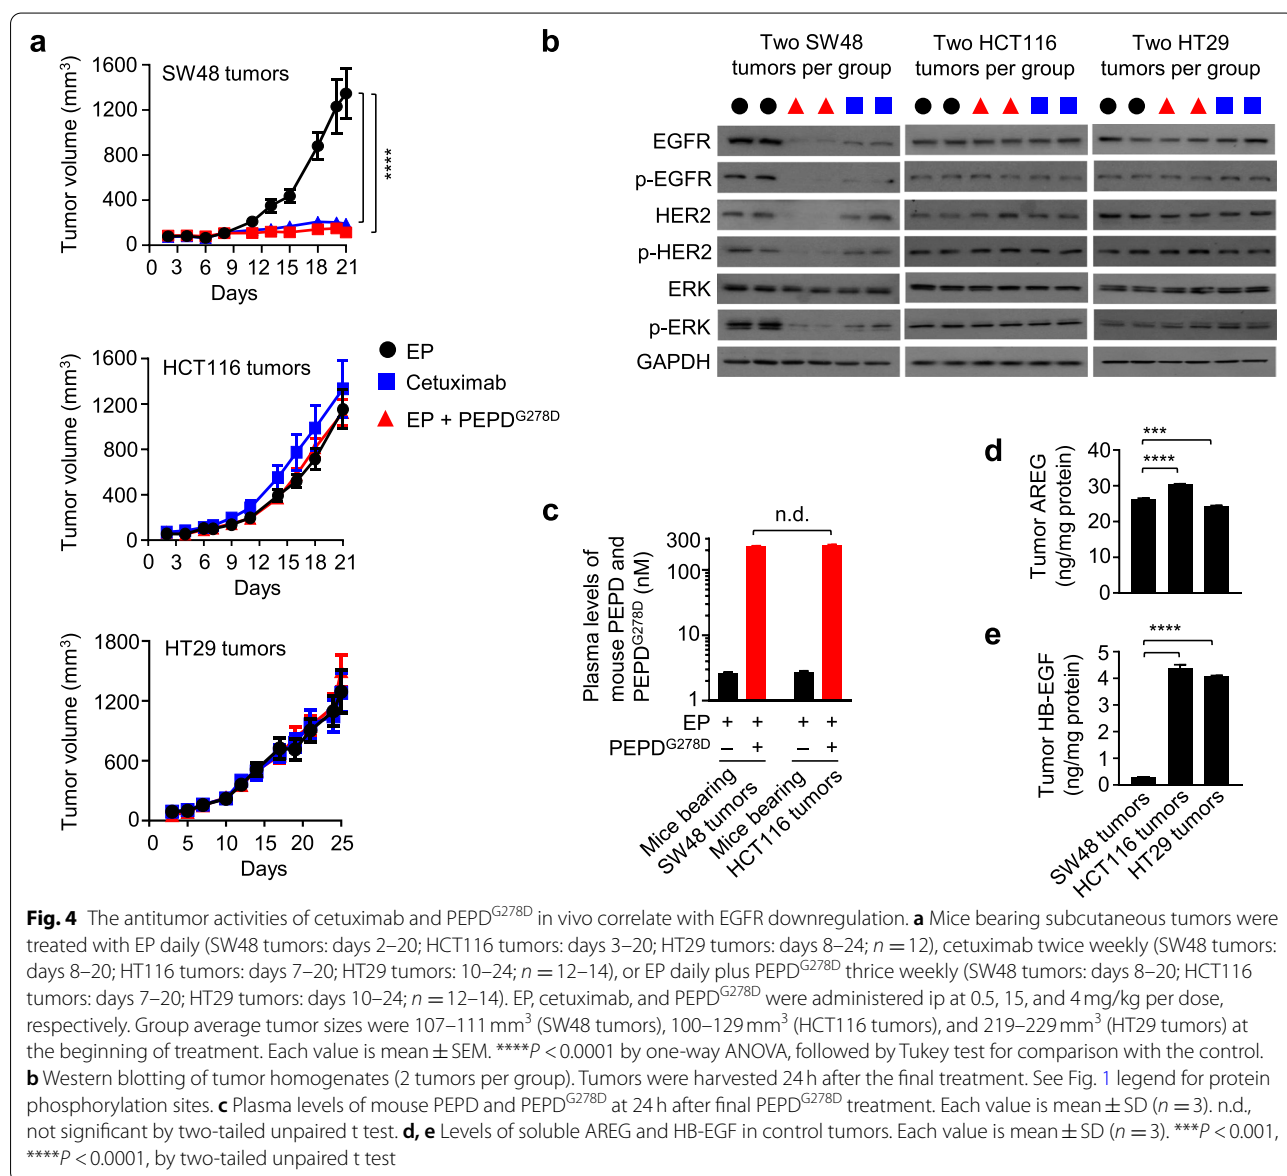 a
SW48 tumors
Tumor volume (mm3)
1600
1200
800
400
0
0 3 6 9 12 15 18 21
Days
****
HCT116 tumors
Tumor volume (mm3)
1600
1200
800
400
0
0 3 6 9 12 15 18 21
Days
EP
Cetuximab
EP + PEPDG278D
HT29 tumors
Tumor volume (mm3)
1800
1200
600
0
0 5 10 15 20 25
Days
b
Two SW48 tumors per group
Two HCT116 tumors per group
Two HT29 tumors per group
EGFR
p-EGFR
HER2
p-HER2
ERK
p-ERK
GAPDH
c
Plasma levels of
mouse PEPD and
PEPDG278D (nM)
300
100
10
1
n.d.
EP + + + +
PEPDG278D – + – +
Mice bearing
SW48 tumors
Mice bearing
HCT116 tumors
d
Tumor AREG
(ng/mg protein)
40
30
20
10
0
***
****
e
Tumor HB-EGF
(ng/mg protein)
5
4
3
2
1
0
****
SW48 tumors
HCT116 tumors
HT29 tumors
Fig. 4 The antitumor activities of cetuximab and PEPDG278D in vivo correlate with EGFR downregulation. a Mice bearing subcutaneous tumors were
treated with EP daily (SW48 tumors: days 2–20; HCT116 tumors: days 3–20; HT29 tumors: days 8–24; n = 12), cetuximab twice weekly (SW48 tumors:
days 8–20; HT116 tumors: days 7–20; HT29 tumors: 10–24; n = 12–14), or EP daily plus PEPDG278D thrice weekly (SW48 tumors: days 8–20; HCT116
tumors: days 7–20; HT29 tumors: days 10–24; n = 12–14). EP, cetuximab, and PEPDG278D were administered ip at 0.5, 15, and 4 mg/kg per dose,
respectively. Group average tumor sizes were 107–111 mm3 (SW48 tumors), 100–129 mm3 (HCT116 tumors), and 219–229 mm3 (HT29 tumors) at
the beginning of treatment. Each value is mean ± SEM. ****P < 0.0001 by one-way ANOVA, followed by Tukey test for comparison with the control.
b Western blotting of tumor homogenates (2 tumors per group). Tumors were harvested 24 h after the final treatment. See Fig. 1 legend for protein
phosphorylation sites. c Plasma levels of mouse PEPD and PEPDG278D at 24 h after final PEPDG278D treatment. Each value is mean ± SD (n = 3). n.d.,
not significant by two-tailed unpaired t test. d, e Levels of soluble AREG and HB-EGF in control tumors. Each value is mean ± SD (n = 3). ***P < 0.001,
****P < 0.0001, by two-tailed unpaired t test